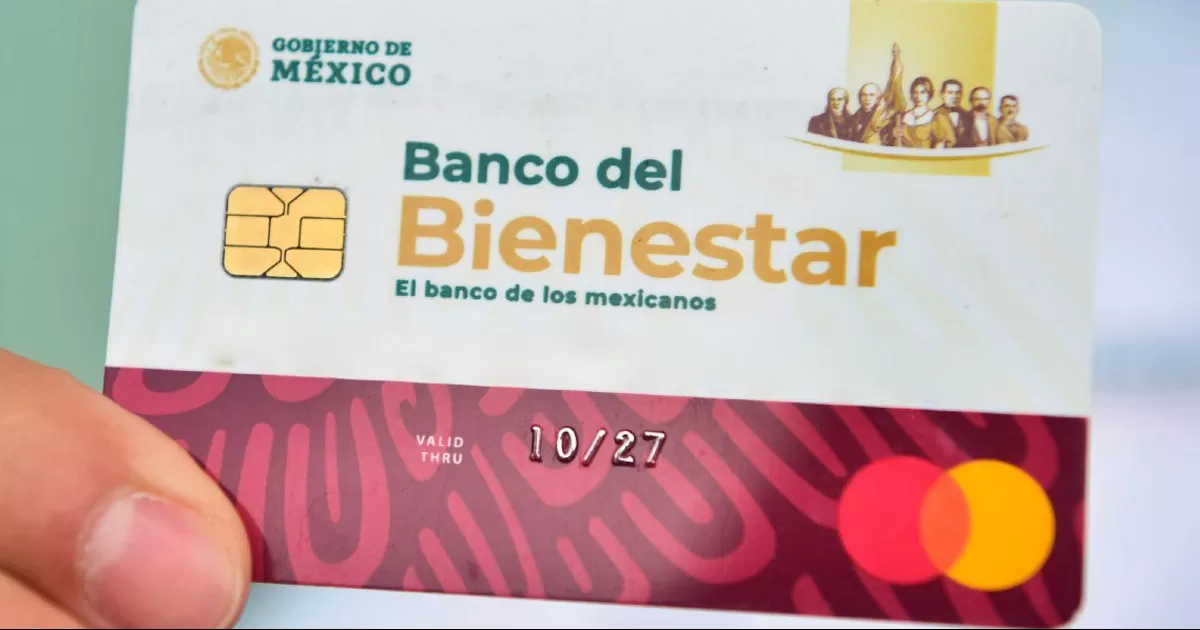 GOBIERNO DE
MÉXICO
Banco del
Bienestar
El banco de los mexicanos
VALID
THRU
10/27